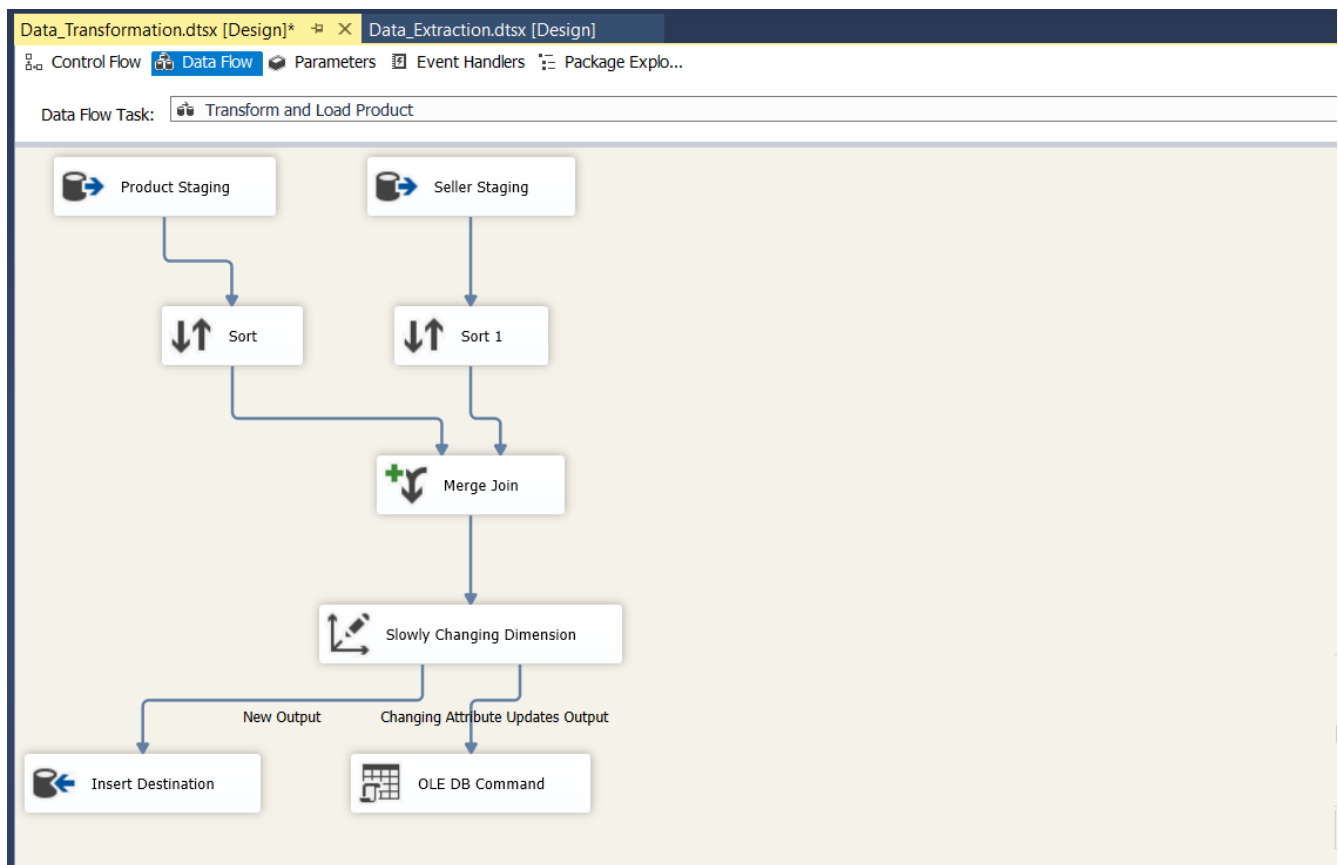 Data_Transformation.dtsx [Design]* Data_Extraction.dtsx [Design]
Control Flow Data Flow Parameters Event Handlers Package Explo...
Data Flow Task: Transform and Load Product
Product Staging Seller Staging
Sort Sort 1
Merge Join
Slowly Changing Dimension
New Output Changing Attribute Updates Output
Insert Destination OLE DB Command